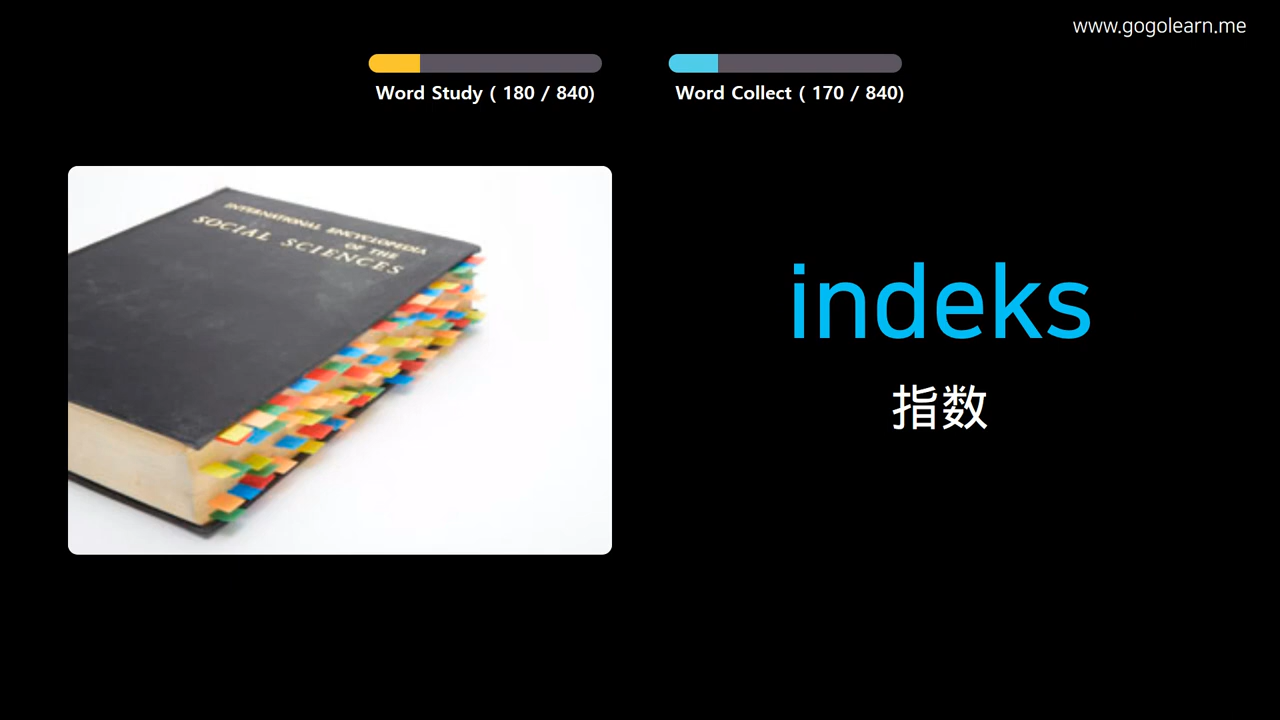 www.gogolearn.me
Word Study ( 180 / 840)
Word Collect ( 170 / 840)
INTERNATIONAL ENCYCLOPEDIA
OF THE
SOCIAL SCIENCES
indeks
指数